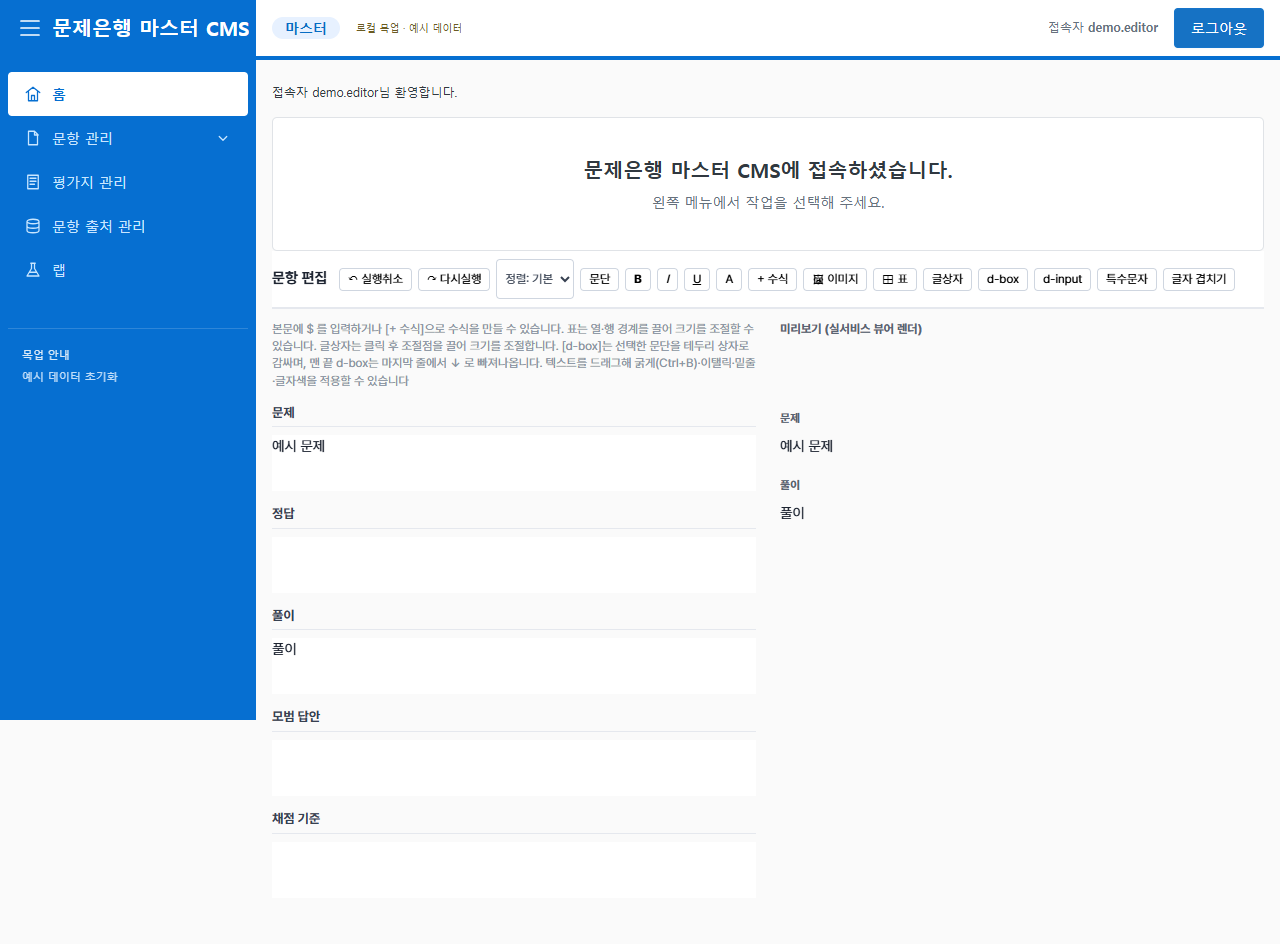 문제은행 마스터 CMS
마스터
로컬 목업 · 예시 데이터
접속자 demo.editor
로그아웃
홈
문항 관리
평가지 관리
문항 출처 관리
랩
목업 안내
예시 데이터 초기화
접속자 demo.editor님 환영합니다.
문제은행 마스터 CMS에 접속하셨습니다.
왼쪽 메뉴에서 작업을 선택해 주세요.
문항 편집
↶ 실행취소
↷ 다시실행
정렬: 기본
문단
B
I
U
A
+ 수식
이미지
표
글상자
d-box
d-input
특수문자
글자 겹치기
본문에 $ 를 입력하거나 [+ 수식]으로 수식을 만들 수 있습니다. 표는 열·행 경계를 끌어 크기를 조절할 수
있습니다. 글상자는 클릭 후 조절점을 끌어 크기를 조절합니다. [d-box]는 선택한 문단을 테두리 상자로
감싸며, 맨 끝 d-box는 마지막 줄에서 ↓ 로 빠져나옵니다. 텍스트를 드래그해 굵게(Ctrl+B)·이탤릭·밑줄
·글자색을 적용할 수 있습니다
문제
예시 문제
정답
풀이
풀이
모범 답안
채점 기준
미리보기 (실서비스 뷰어 렌더)
문제
예시 문제
풀이
풀이